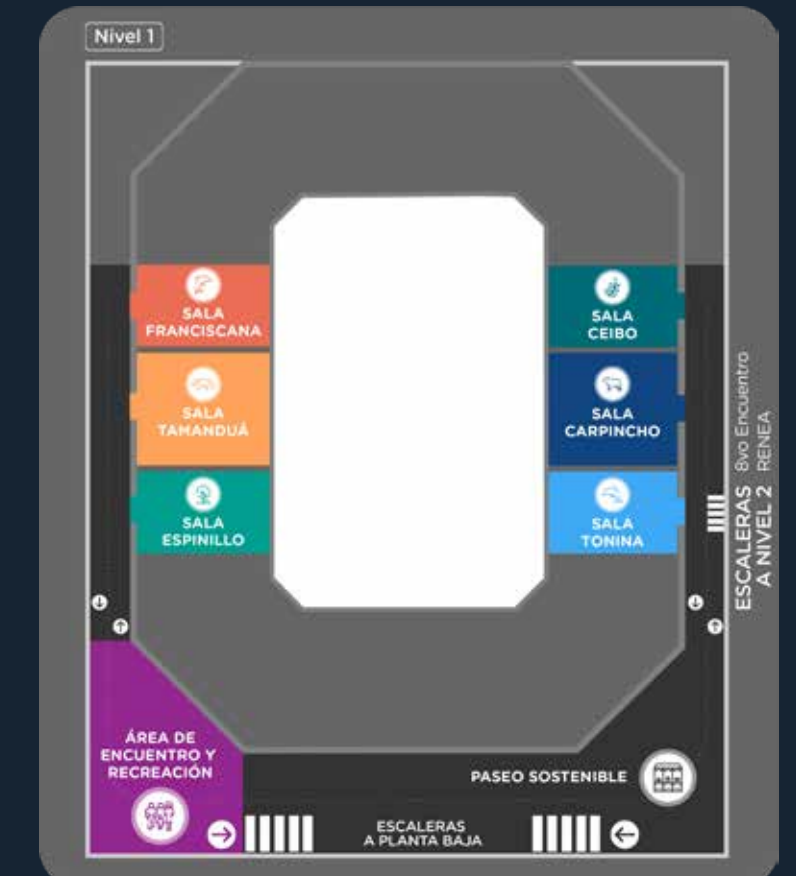 Nivel 1
SALA
FRANCISCANA
SALA
TAMANDUÁ
SALA
ESPINILLO
SALA
CEIBO
SALA
CARPINCHO
SALA
TONINA
ESCALERAS 8vo Encuentro
A NIVEL 2 RENEA
ÁREA DE
ENCUENTRO Y
RECREACIÓN
PASEO SOSTENIBLE
ESCALERAS
A PLANTA BAJA